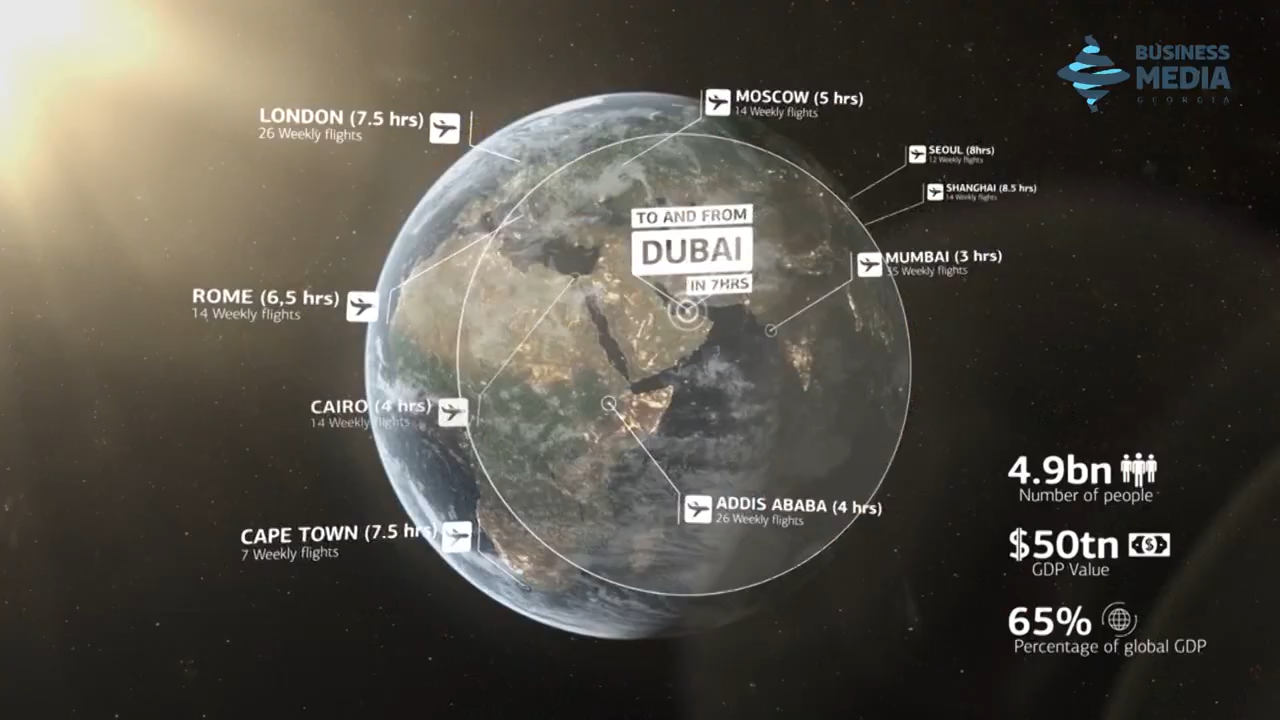 BUSINESS
MEDIA
GEORGIA
MOSCOW (5 hrs)
14 Weekly flights
LONDON (7.5 hrs)
26 Weekly flights
SEOUL (8hrs)
12 Weekly flights
SHANGHAI (8.5 hrs)
14 Weekly flights
TO AND FROM
DUBAI
IN 7HRS
MUMBAI (3 hrs)
35 Weekly flights
ROME (6,5 hrs)
14 Weekly flights
CAIRO (4 hrs)
14 Weekly flights
ADDIS ABABA (4 hrs)
26 Weekly flights
CAPE TOWN (7.5 hrs)
7 Weekly flights
4.9bn
Number of people
$50tn
GDP Value
65%
Percentage of global GDP